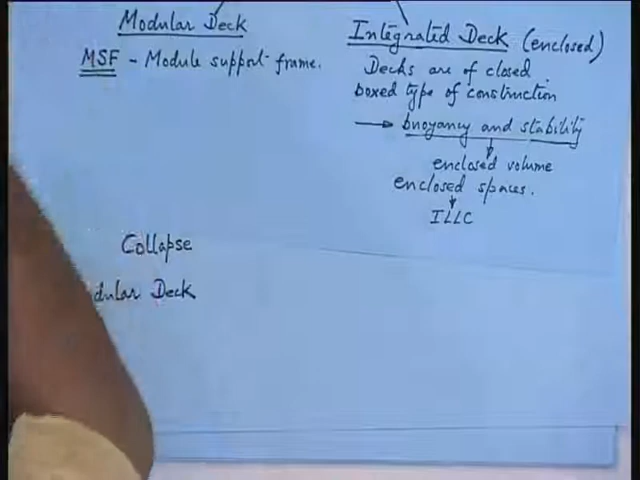 Modular Deck
MSF - Module support frame.
Integrated Deck (enclosed)
Decks are of closed
boxed type of construction
→ buoyancy and stability
enclosed volume
enclosed spaces.
ILLC
Collapse
dular Deck